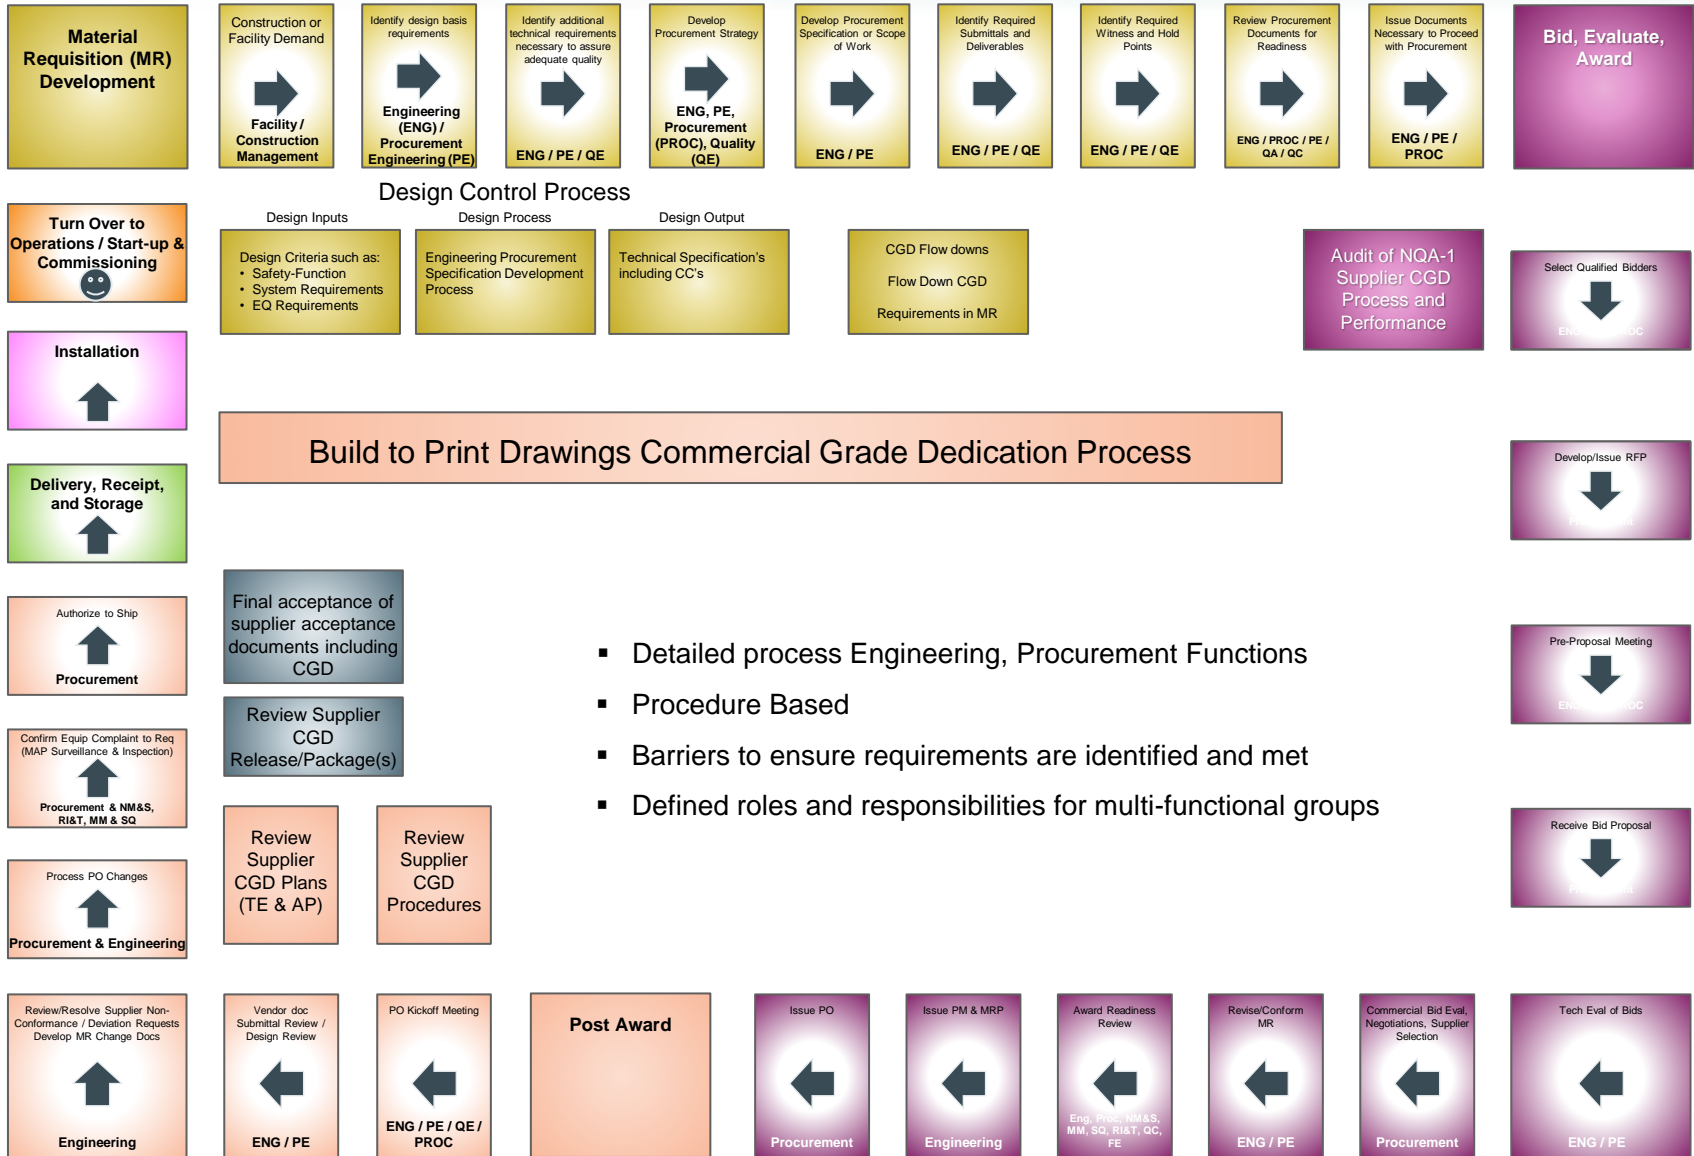 Material
Requisition (MR)
Development
Construction or
Facility Demand
Facility /
Construction
Management
Identify design basis
requirements
Engineering
(ENG) /
Procurement
Engineering (PE)
Identify additional
technical requirements
necessary to assure
adequate quality
ENG / PE / QE
Develop
Procurement Strategy
ENG, PE,
Procurement
(PROC), Quality
(QE)
Develop Procurement
Specification or Scope
of Work
ENG / PE
Identify Required
Submittals and
Deliverables
ENG / PE / QE
Identify Required
Witness and Hold
Points
ENG / PE / QE
Review Procurement
Documents for
Readiness
ENG / PROC / PE /
QA / QC
Issue Documents
Necessary to Proceed
with Procurement
ENG / PE /
PROC
Bid, Evaluate,
Award
Design Control Process
Design Inputs
Design Process
Design Output
Design Criteria such as:
• Safety-Function
• System Requirements
• EQ Requirements
Engineering Procurement
Specification Development
Process
Technical Specification's
including CC's
CGD Flow downs
Flow Down CGD
Requirements in MR
Audit of NQA-1
Supplier CGD
Process and
Performance
Turn Over to
Operations / Start-up &
Commissioning
Select Qualified Bidders
Installation
Build to Print Drawings Commercial Grade Dedication Process
Develop/Issue RFP
Delivery, Receipt,
and Storage
Authorize to Ship
Procurement
Final acceptance of
supplier acceptance
documents including
CGD
Review Supplier
CGD
Release/Package(s)
▪ Detailed process Engineering, Procurement Functions
▪ Procedure Based
▪ Barriers to ensure requirements are identified and met
▪ Defined roles and responsibilities for multi-functional groups
Pre-Proposal Meeting
Confirm Equip Complaint to Req
(MAP Surveillance & Inspection)
Procurement & NM&S,
RI&T, MM & SQ
Review
Supplier
CGD Plans
(TE & AP)
Review
Supplier
CGD
Procedures
Receive Bid Proposal
Process PO Changes
Procurement & Engineering
Review/Resolve Supplier Non-
Conformance / Deviation Requests
Develop MR Change Docs
Engineering
Vendor doc
Submittal Review /
Design Review
ENG / PE
PO Kickoff Meeting
ENG / PE / QE /
PROC
Post Award
Issue PO
Procurement
Issue PM & MRP
Engineering
Award Readiness
Review
Eng, Proc, NM&S,
MM, SQ, RI&T, QC,
FE
Revise/Conform
MR
ENG / PE
Commercial Bid Eval,
Negotiations, Supplier
Selection
Procurement
Tech Eval of Bids
ENG / PE